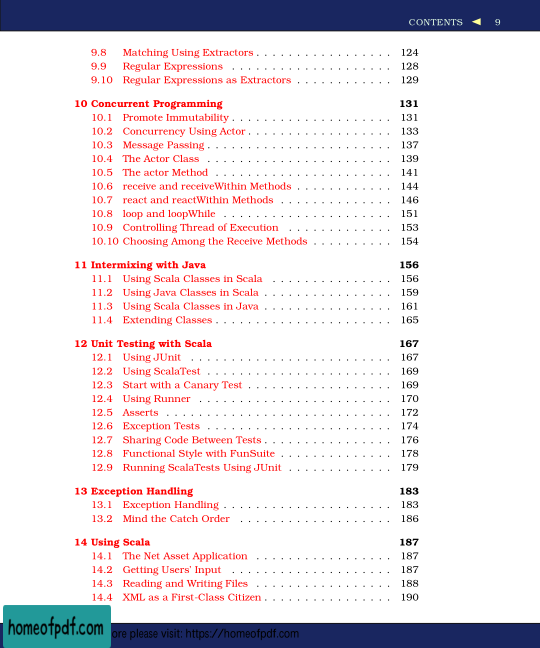 CONTENTS ◀ 9
9.8 Matching Using Extractors . . . . . . . . . . . . . . . . 124
9.9 Regular Expressions . . . . . . . . . . . . . . . . . . . 128
9.10 Regular Expressions as Extractors . . . . . . . . . . . . 129
10 Concurrent Programming 131
10.1 Promote Immutability . . . . . . . . . . . . . . . . . . . 131
10.2 Concurrency Using Actor . . . . . . . . . . . . . . . . . 133
10.3 Message Passing . . . . . . . . . . . . . . . . . . . . . . 137
10.4 The Actor Class . . . . . . . . . . . . . . . . . . . . . . 139
10.5 The actor Method . . . . . . . . . . . . . . . . . . . . . 141
10.6 receive and receiveWithin Methods . . . . . . . . . . . . 144
10.7 react and reactWithin Methods . . . . . . . . . . . . . . 146
10.8 loop and loopWhile . . . . . . . . . . . . . . . . . . . . 151
10.9 Controlling Thread of Execution . . . . . . . . . . . . . 153
10.10 Choosing Among the Receive Methods . . . . . . . . . . 154
11 Intermixing with Java 156
11.1 Using Scala Classes in Scala . . . . . . . . . . . . . . . 156
11.2 Using Java Classes in Scala . . . . . . . . . . . . . . . . 159
11.3 Using Scala Classes in Java . . . . . . . . . . . . . . . . 161
11.4 Extending Classes . . . . . . . . . . . . . . . . . . . . . 165
12 Unit Testing with Scala 167
12.1 Using JUnit . . . . . . . . . . . . . . . . . . . . . . . . 167
12.2 Using ScalaTest . . . . . . . . . . . . . . . . . . . . . . 169
12.3 Start with a Canary Test . . . . . . . . . . . . . . . . . 169
12.4 Using Runner . . . . . . . . . . . . . . . . . . . . . . . 170
12.5 Asserts . . . . . . . . . . . . . . . . . . . . . . . . . . . 172
12.6 Exception Tests . . . . . . . . . . . . . . . . . . . . . . 174
12.7 Sharing Code Between Tests . . . . . . . . . . . . . . . . 176
12.8 Functional Style with FunSuite . . . . . . . . . . . . . . 178
12.9 Running ScalaTests Using JUnit . . . . . . . . . . . . . 179
13 Exception Handling 183
13.1 Exception Handling . . . . . . . . . . . . . . . . . . . . 183
13.2 Mind the Catch Order . . . . . . . . . . . . . . . . . . 186
14 Using Scala 187
14.1 The Net Asset Application . . . . . . . . . . . . . . . . 187
14.2 Getting Users' Input . . . . . . . . . . . . . . . . . . . 187
14.3 Reading and Writing Files . . . . . . . . . . . . . . . . 188
14.4 XML as a First-Class Citizen . . . . . . . . . . . . . . . . 190
homeofpdf.com
ore please visit: https://homeofpdf.com